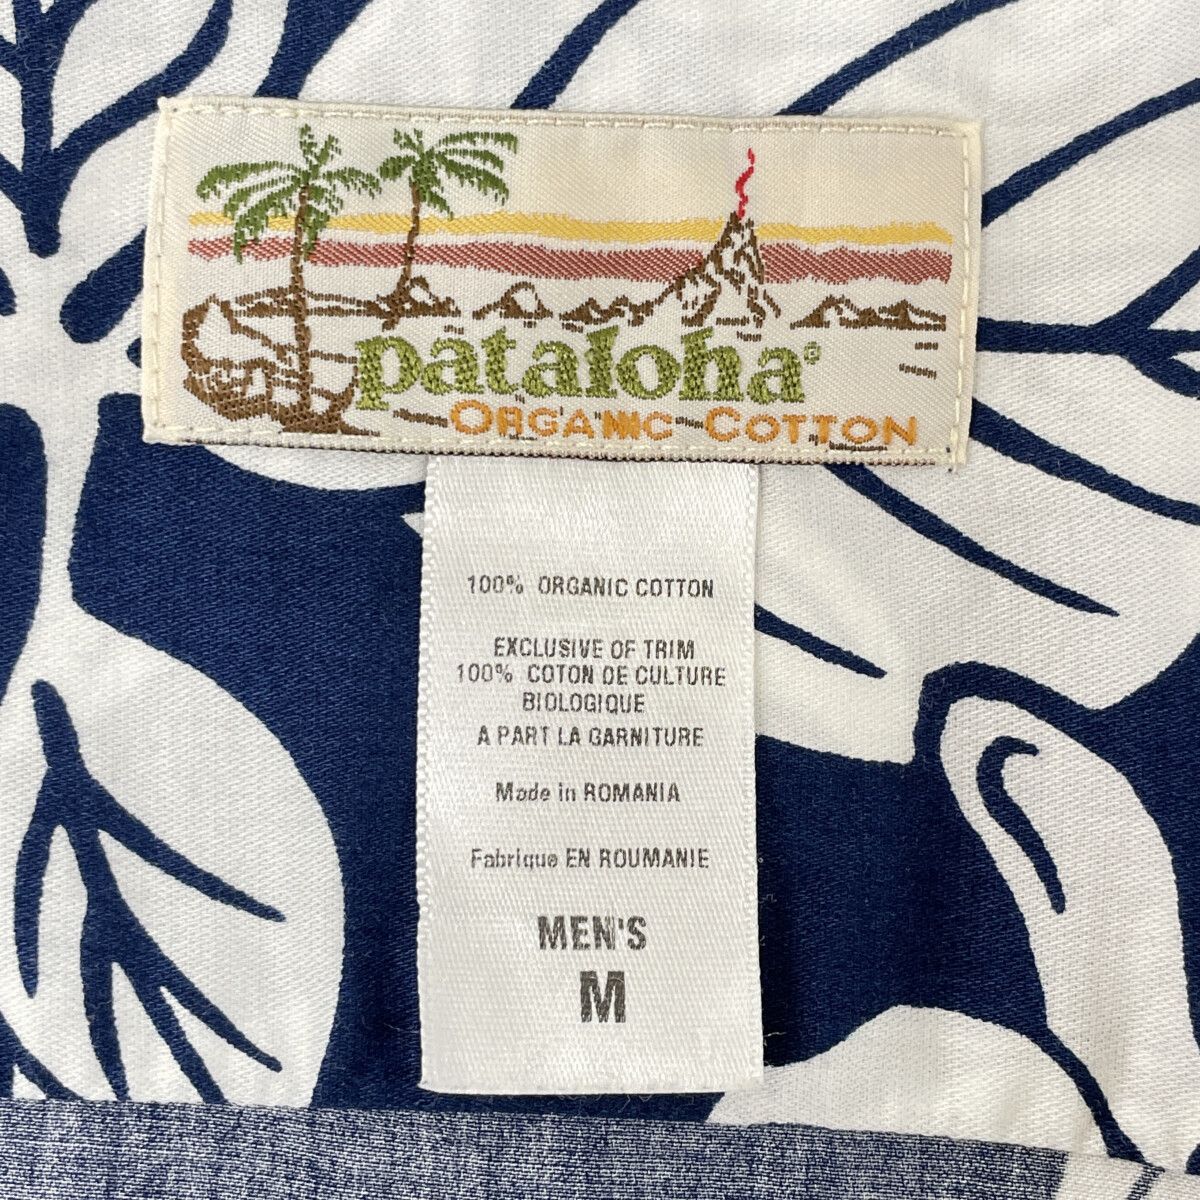 pataloha®
ORGANIC COTTON
100% ORGANIC COTTON
EXCLUSIVE OF TRIM
100% COTON DE CULTURE
BIOLOGIQUE
A PART LA GARNITURE
Made in ROMANIA
Fabrique EN ROUMANIE
MEN'S
M